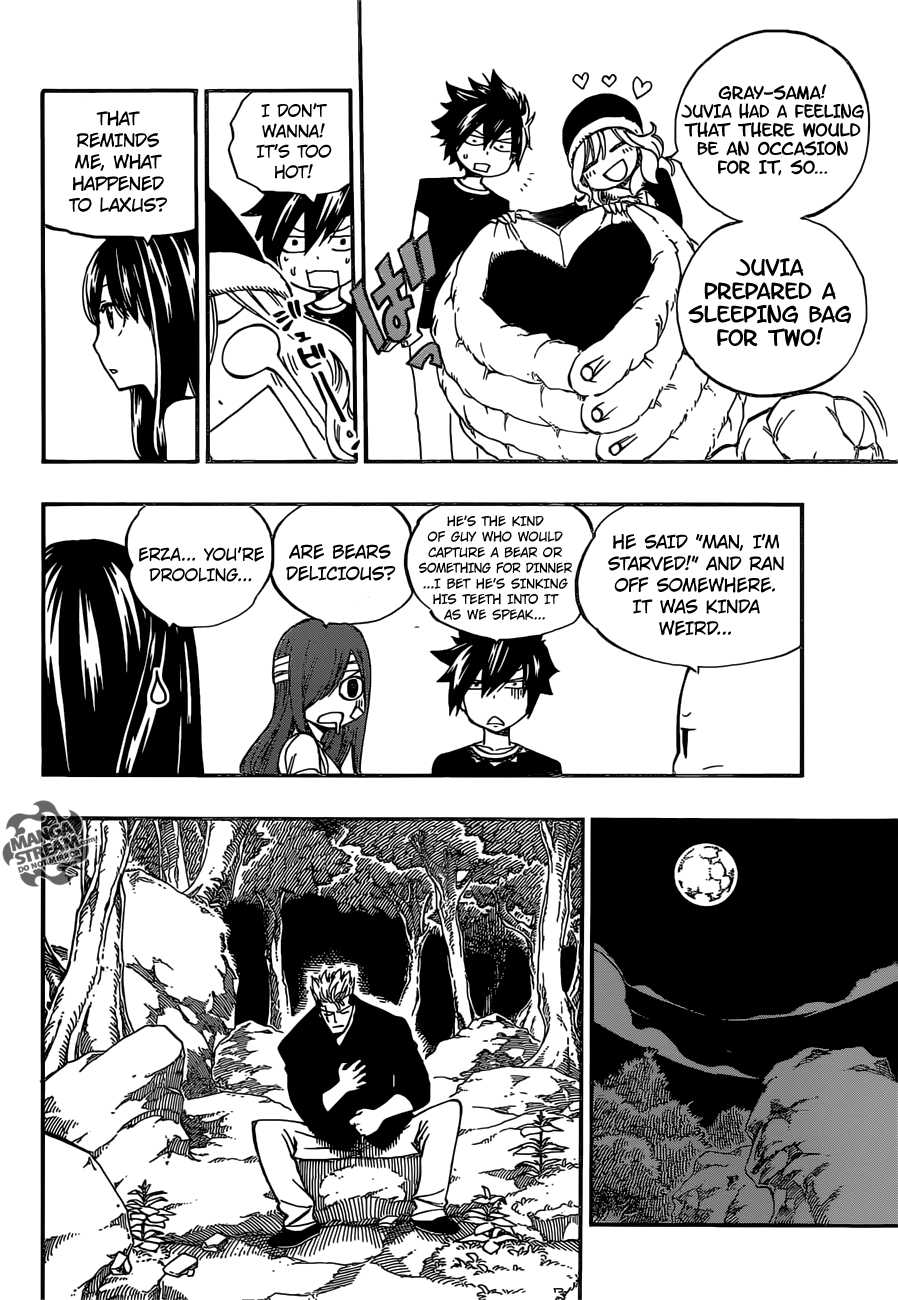 GRAY-SAMA!
JUVIA HAD A FEELING
THAT THERE WOULD
BE AN OCCASION
FOR IT, SO...
JUVIA
PREPARED A
SLEEPING BAG
FOR TWO!
ばっ
I DON'T
WANNA!
IT'S TOO
HOT!
THAT
REMINDS
ME, WHAT
HAPPENED
TO LAXUS?
HE SAID "MAN, I'M
STARVED!" AND RAN
OFF SOMEWHERE.
IT WAS KINDA
WEIRD...
HE'S THE KIND
OF GUY WHO WOULD
CAPTURE A BEAR OR
SOMETHING FOR DINNER
...I BET HE'S SINKING
HIS TEETH INTO IT
AS WE SPEAK...
ARE BEARS
DELICIOUS?
ERZA... YOU'RE
DROOLING...
MANGA
STREAM